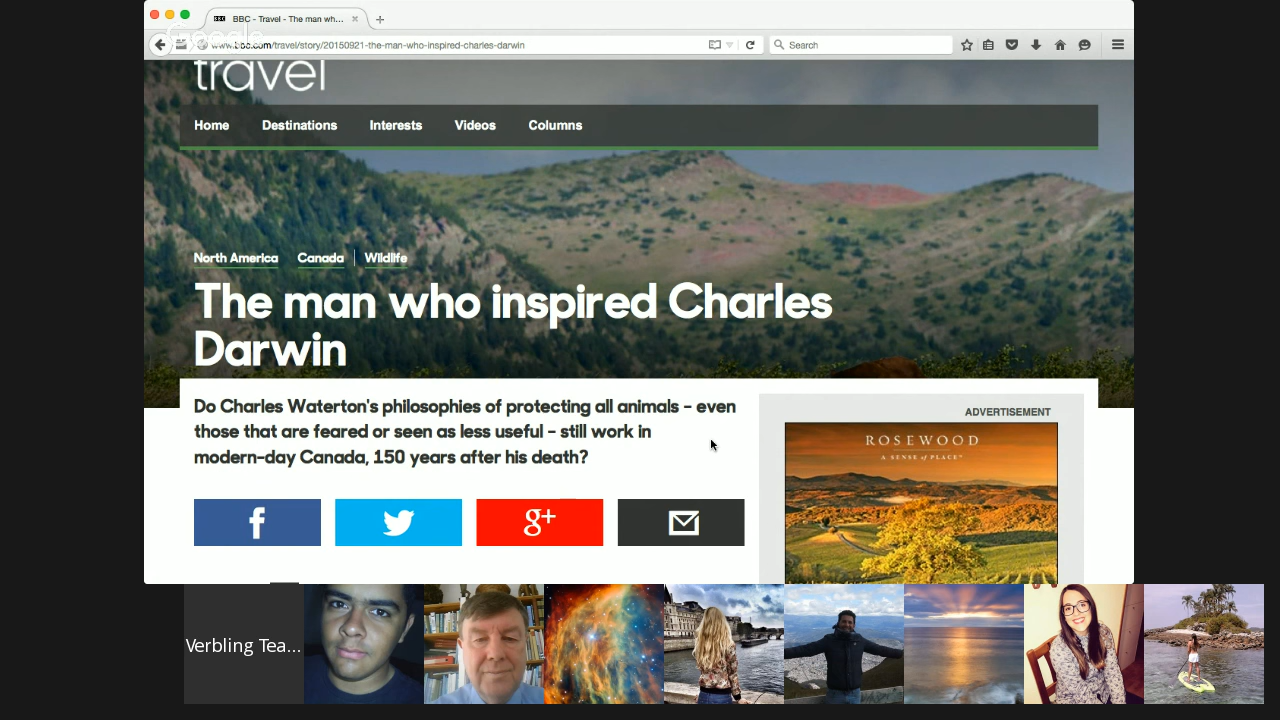 BBC - Travel - The man wh...
Google
www.bbc.com/travel/story/20150921-the-man-who-inspired-charles-darwin
Search
travel
Home Destinations Interests Videos Columns
North America Canada Wildlife
The man who inspired Charles
Darwin
Do Charles Waterton's philosophies of protecting all animals – even
those that are feared or seen as less useful – still work in
modern-day Canada, 150 years after his death?
ADVERTISEMENT
ROSEWOOD
A SENSE of PLACE®
f g+
Verbling Tea...